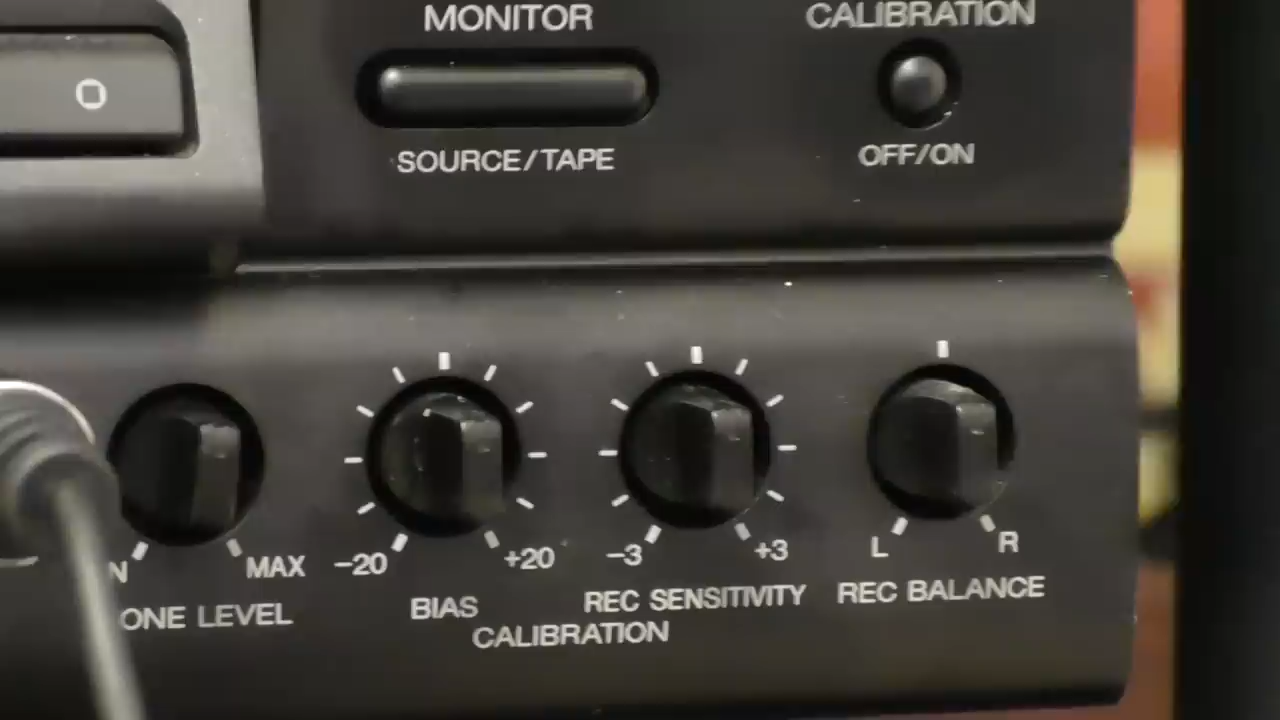 MONITOR
CALIBRATION
SOURCE/TAPE
OFF/ON
N
MAX
-20
+20
-3
+3
L
R
ONE LEVEL
BIAS
REC SENSITIVITY
REC BALANCE
CALIBRATION